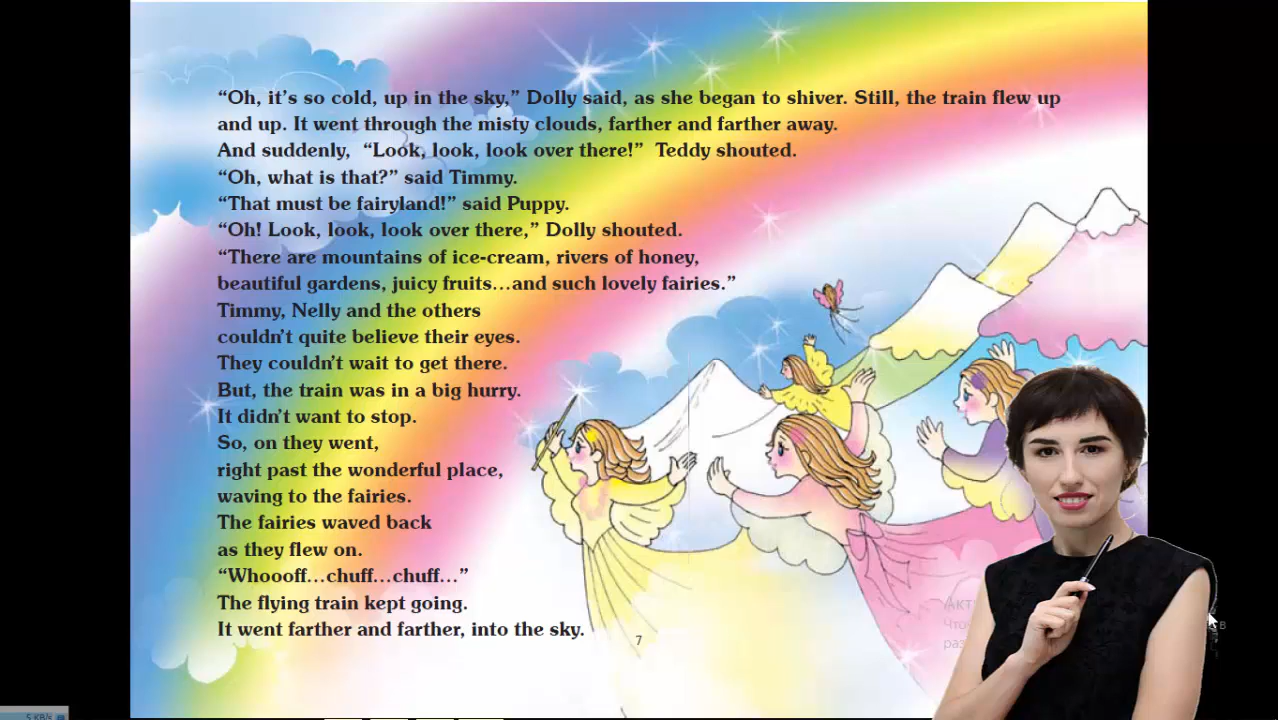 “Oh, it’s so cold, up in the sky,” Dolly said, as she began to shiver. Still, the train flew up
and up. It went through the misty clouds, farther and farther away.
And suddenly, “Look, look, look over there!” Teddy shouted.
“Oh, what is that?” said Timmy.
“That must be fairyland!” said Puppy.
“Oh! Look, look, look over there,” Dolly shouted.
“There are mountains of ice-cream, rivers of honey,
beautiful gardens, juicy fruits...and such lovely fairies.”
Timmy, Nelly and the others
couldn’t quite believe their eyes.
They couldn’t wait to get there.
But, the train was in a big hurry.
It didn’t want to stop.
So, on they went,
right past the wonderful place,
waving to the fairies.
The fairies waved back
as they flew on.
“Whoooff...chuff...chuff...”
The flying train kept going.
It went farther and farther, into the sky.
7
5 KB/s